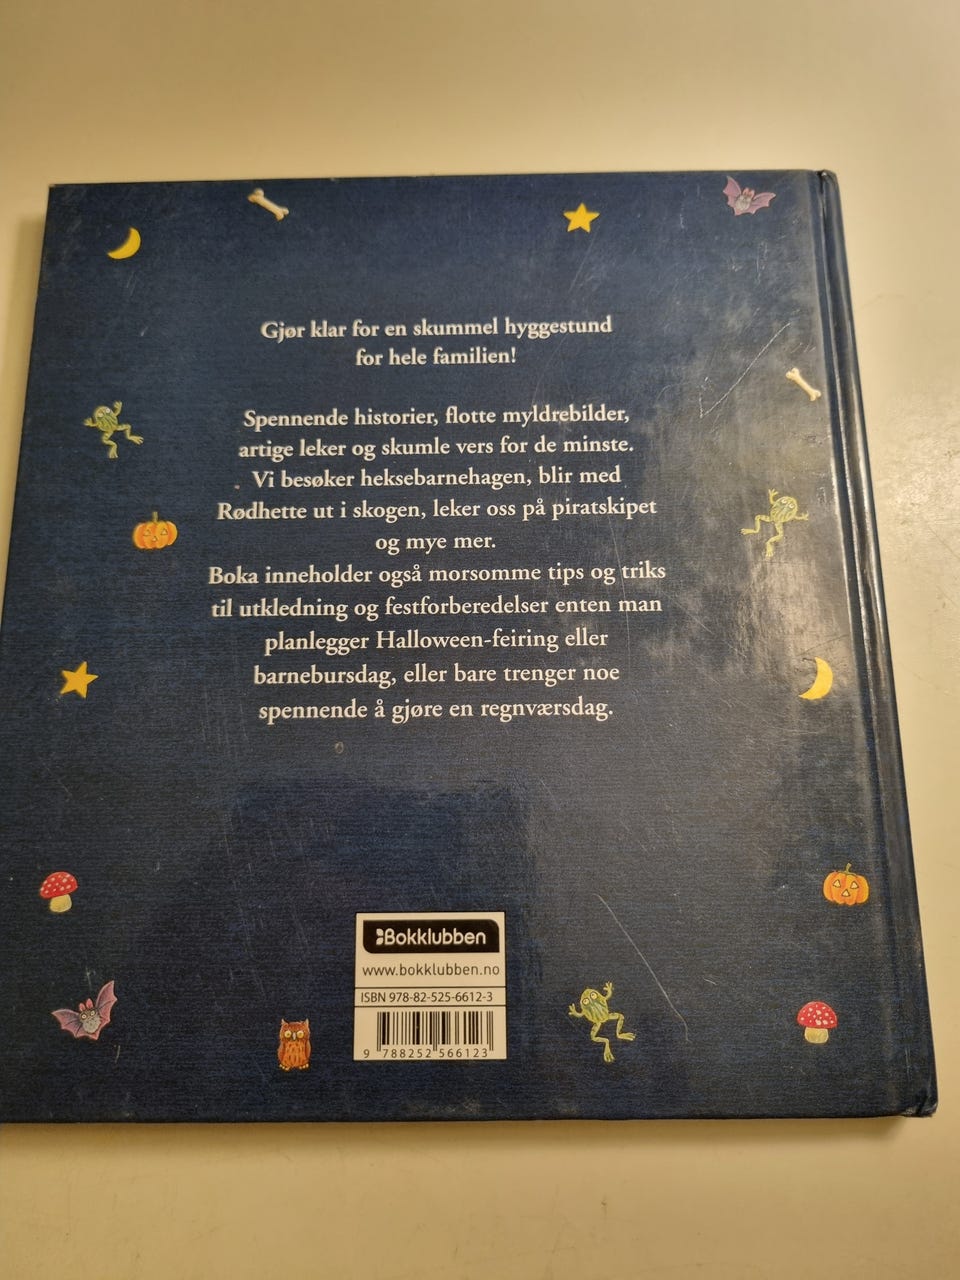 Gjør klar for en skummel hyggestund
for hele familien!
Spennende historier, flotte myldrebilder,
artige leker og skumle vers for de minste.
Vi besøker heksebarnehagen, blir med
Rødhette ut i skogen, leker oss på piratskipet
og mye mer.
Boka inneholder også morsomme tips og triks
til utkledning og festforberedelser enten man
planlegger Halloween-feiring eller
barnebursdag, eller bare trenger noe
spennende å gjøre en regnværsdag.
Bokklubben
www.bokklubben.no
ISBN 978-82-525-6612-3
9 788252 566123